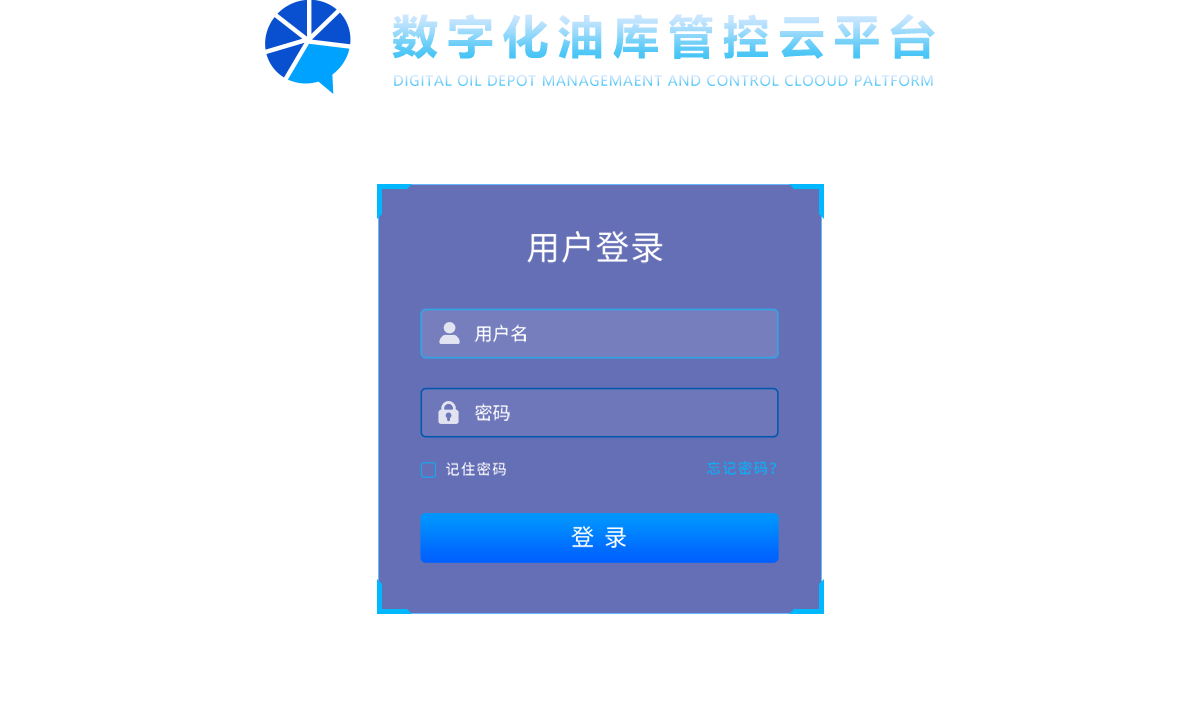 数字化油库管控云平台
DIGITAL OIL DEPOT MANAGEMAENT AND CONTROL CLOOUD PALTFORM
用户登录
用户名
密码
记住密码 忘记密码?
登 录